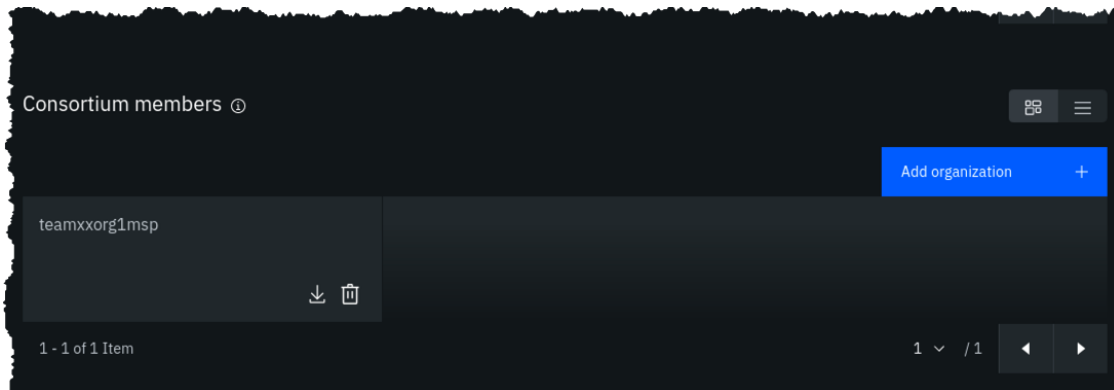 Consortium members
Add organization
teamxxorg1msp
1 - 1 of 1 Item
1 / 1